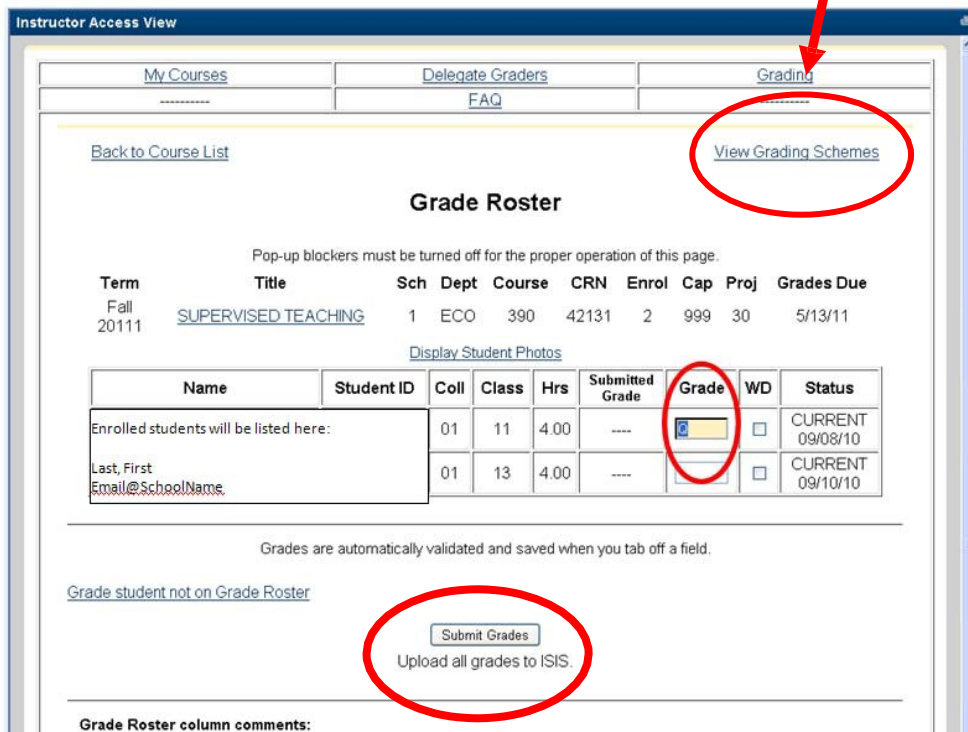 Instructor Access View
My Courses Delegate Graders Grading
---------- FAQ ----------
Back to Course List View Grading Schemes
Grade Roster
Pop-up blockers must be turned off for the proper operation of this page.
Term Title Sch Dept Course CRN Enrol Cap Proj Grades Due
Fall 20111 SUPERVISED TEACHING 1 ECO 390 42131 2 999 30 5/13/11
Display Student Photos
Name Student ID Coll Class Hrs Submitted Grade Grade WD Status
Enrolled students will be listed here: 01 11 4.00 ---- CURRENT 09/08/10
Last, First
Email@SchoolName 01 13 4.00 ---- CURRENT 09/10/10
Grades are automatically validated and saved when you tab off a field.
Grade student not on Grade Roster
Submit Grades
Upload all grades to ISIS.
Grade Roster column comments: